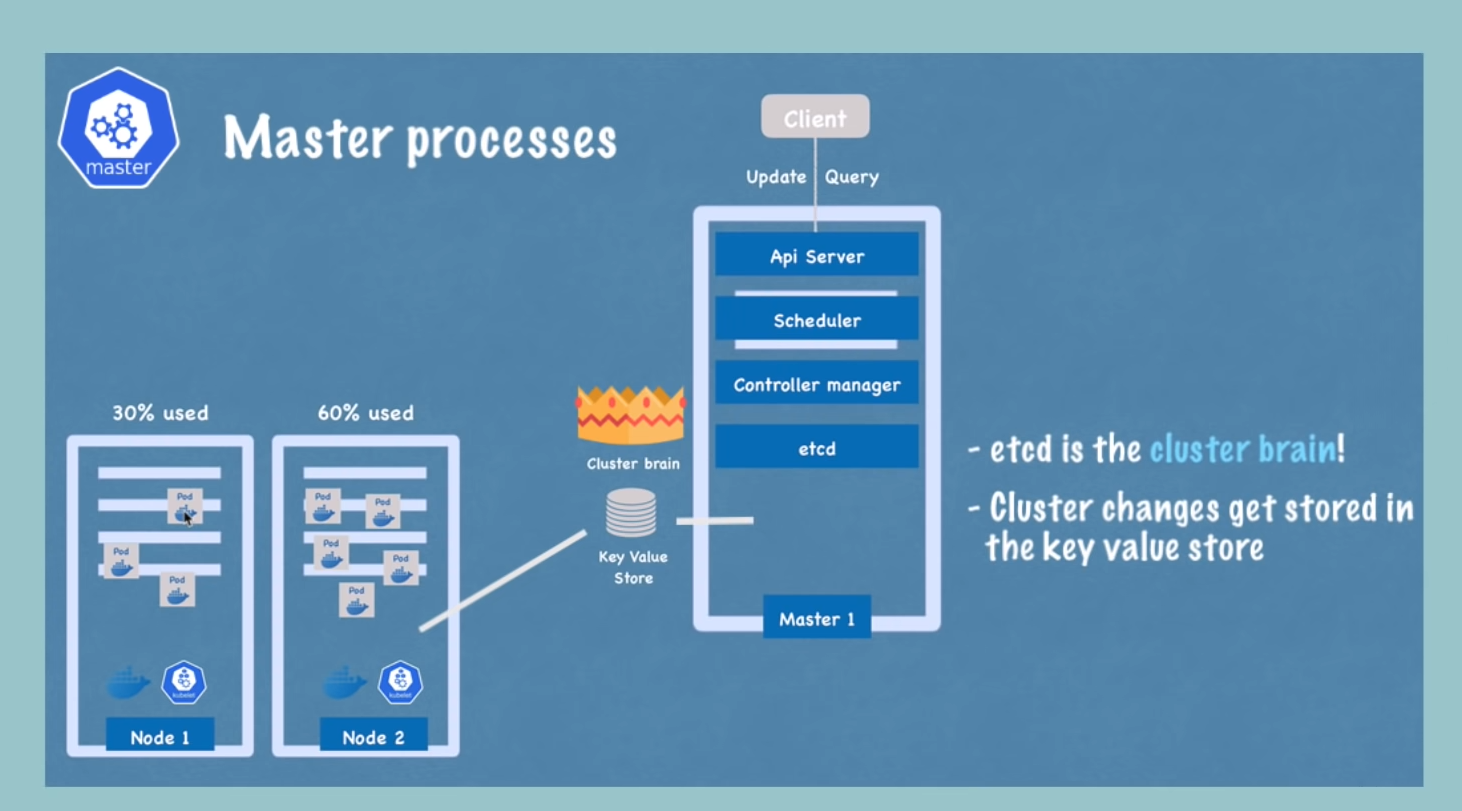 master
Master processes
Client
Update
Query
Api Server
Scheduler
Controller manager
etcd
Master 1
Cluster brain
Key Value
Store
- etcd is the cluster brain!
- Cluster changes get stored in
the key value store
30% used
Pod
Pod
Pod
kubelet
Node 1
60% used
Pod
Pod
Pod
Pod
Pod
kubelet
Node 2